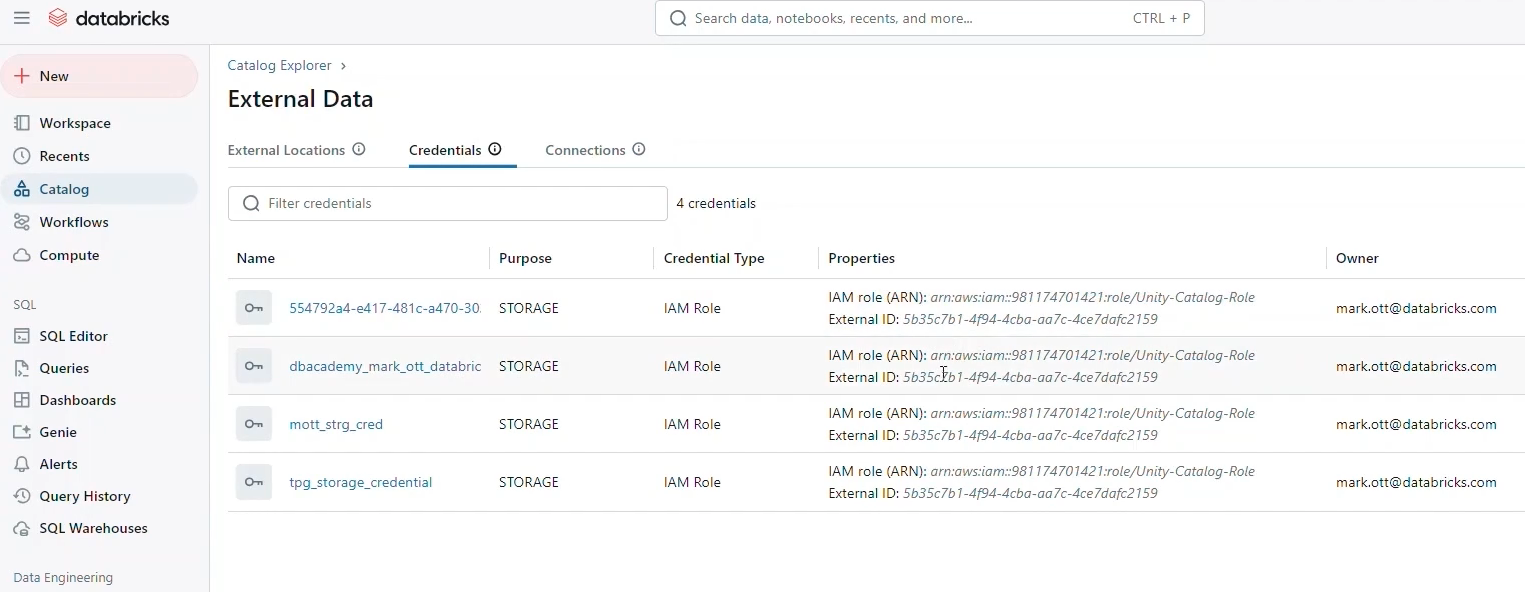 databricks
Search data, notebooks, recents, and more... CTRL + P
New
Workspace
Recents
Catalog
Workflows
Compute
SQL
SQL Editor
Queries
Dashboards
Genie
Alerts
Query History
SQL Warehouses
Data Engineering
Catalog Explorer ›
External Data
External Locations Credentials Connections
Filter credentials 4 credentials
Name Purpose Credential Type Properties Owner
554792a4-e417-481c-a470-30 STORAGE IAM Role IAM role (ARN): arn:aws:iam::981174701421:role/Unity-Catalog-Role mark.ott@databricks.com
External ID: 5b35c7b1-4f94-4cba-aa7c-4ce7dafc2159
dbacademy_mark_ott_databric STORAGE IAM Role IAM role (ARN): arn:aws:iam::981174701421:role/Unity-Catalog-Role mark.ott@databricks.com
External ID: 5b35c7b1-4f94-4cba-aa7c-4ce7dafc2159
mott_strg_cred STORAGE IAM Role IAM role (ARN): arn:aws:iam::981174701421:role/Unity-Catalog-Role mark.ott@databricks.com
External ID: 5b35c7b1-4f94-4cba-aa7c-4ce7dafc2159
tpg_storage_credential STORAGE IAM Role IAM role (ARN): arn:aws:iam::981174701421:role/Unity-Catalog-Role mark.ott@databricks.com
External ID: 5b35c7b1-4f94-4cba-aa7c-4ce7dafc2159